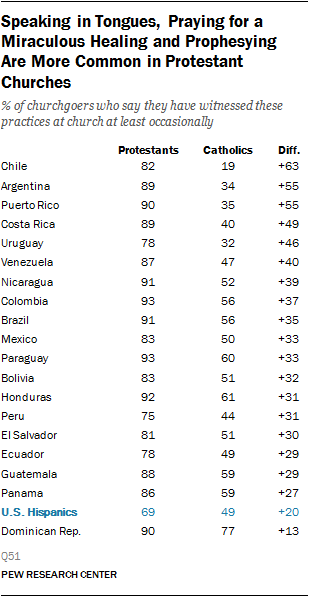 Speaking in Tongues, Praying for a
Miraculous Healing and Prophesying
Are More Common in Protestant
Churches
% of churchgoers who say they have witnessed these
practices at church at least occasionally
Protestants Catholics Diff.
Chile 82 19 +63
Argentina 89 34 +55
Puerto Rico 90 35 +55
Costa Rica 89 40 +49
Uruguay 78 32 +46
Venezuela 87 47 +40
Nicaragua 91 52 +39
Colombia 93 56 +37
Brazil 91 56 +35
Mexico 83 50 +33
Paraguay 93 60 +33
Bolivia 83 51 +32
Honduras 92 61 +31
Peru 75 44 +31
El Salvador 81 51 +30
Ecuador 78 49 +29
Guatemala 88 59 +29
Panama 86 59 +27
U.S. Hispanics 69 49 +20
Dominican Rep. 90 77 +13
Q51
PEW RESEARCH CENTER